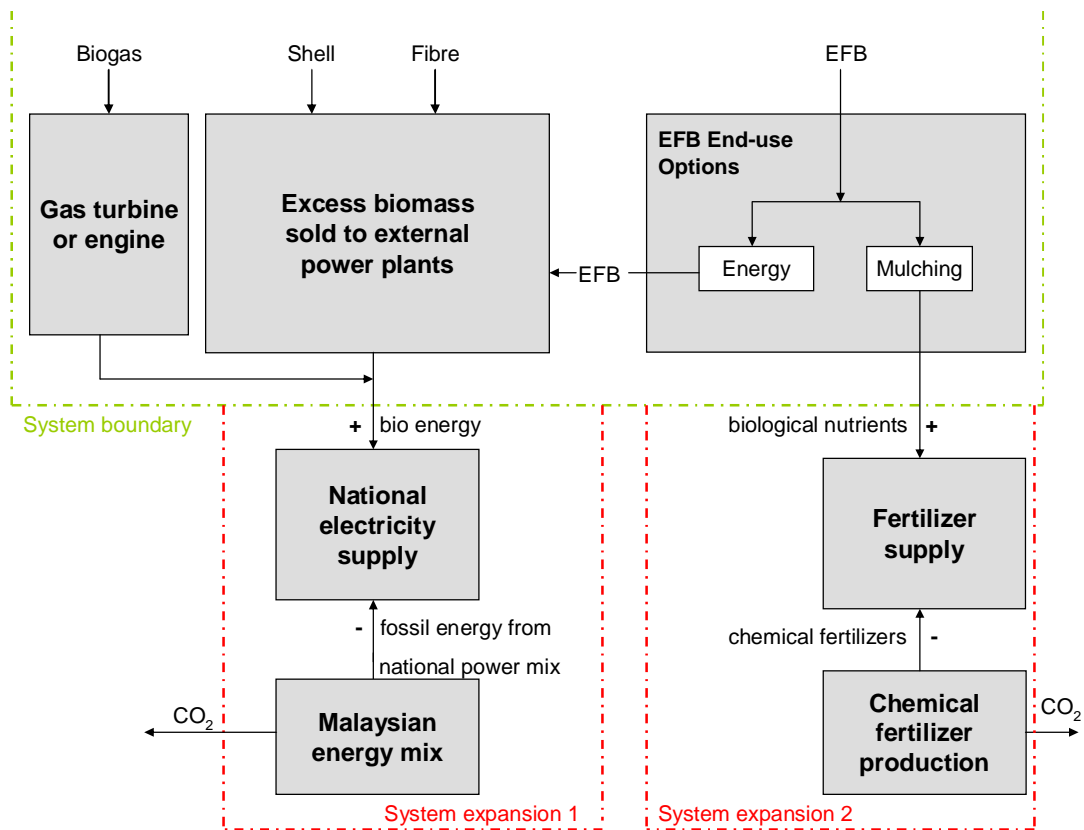 Biogas
Shell
Fibre
EFB
Gas turbine
or engine
Excess biomass
sold to external
power plants
EFB End-use
Options
Energy
Mulching
EFB
System boundary
+ bio energy
biological nutrients +
National
electricity
supply
Fertilizer
supply
- fossil energy from
national power mix
chemical fertilizers -
CO₂
Malaysian
energy mix
Chemical
fertilizer
production
CO₂
System expansion 1
System expansion 2